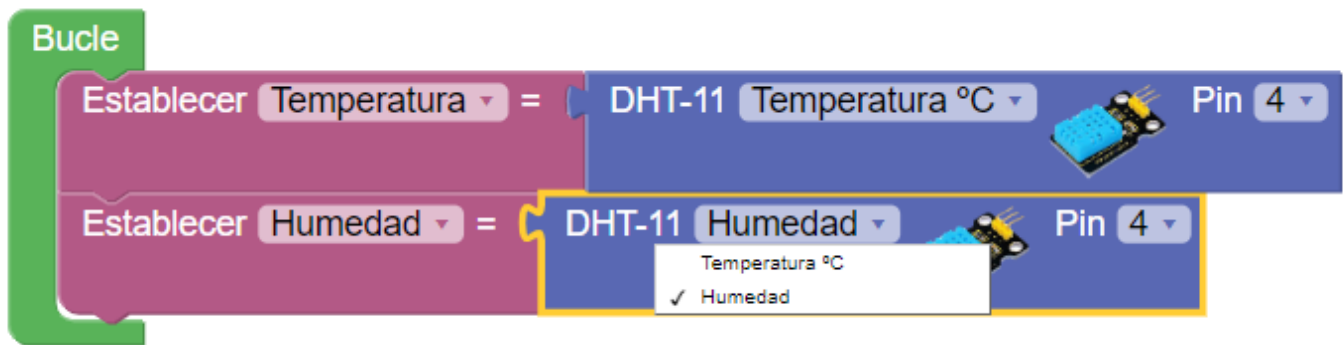 Bucle
Establecer Temperatura = DHT-11 Temperatura ºC Pin 4
Establecer Humedad = DHT-11 Humedad Pin 4
Temperatura ºC
✓ Humedad